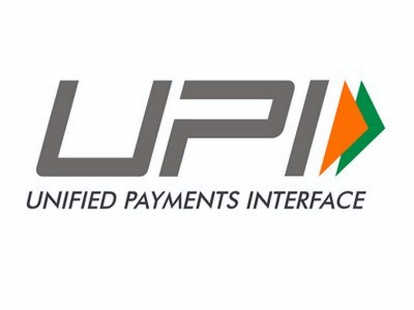 UPI
UNIFIED PAYMENTS INTERFACE